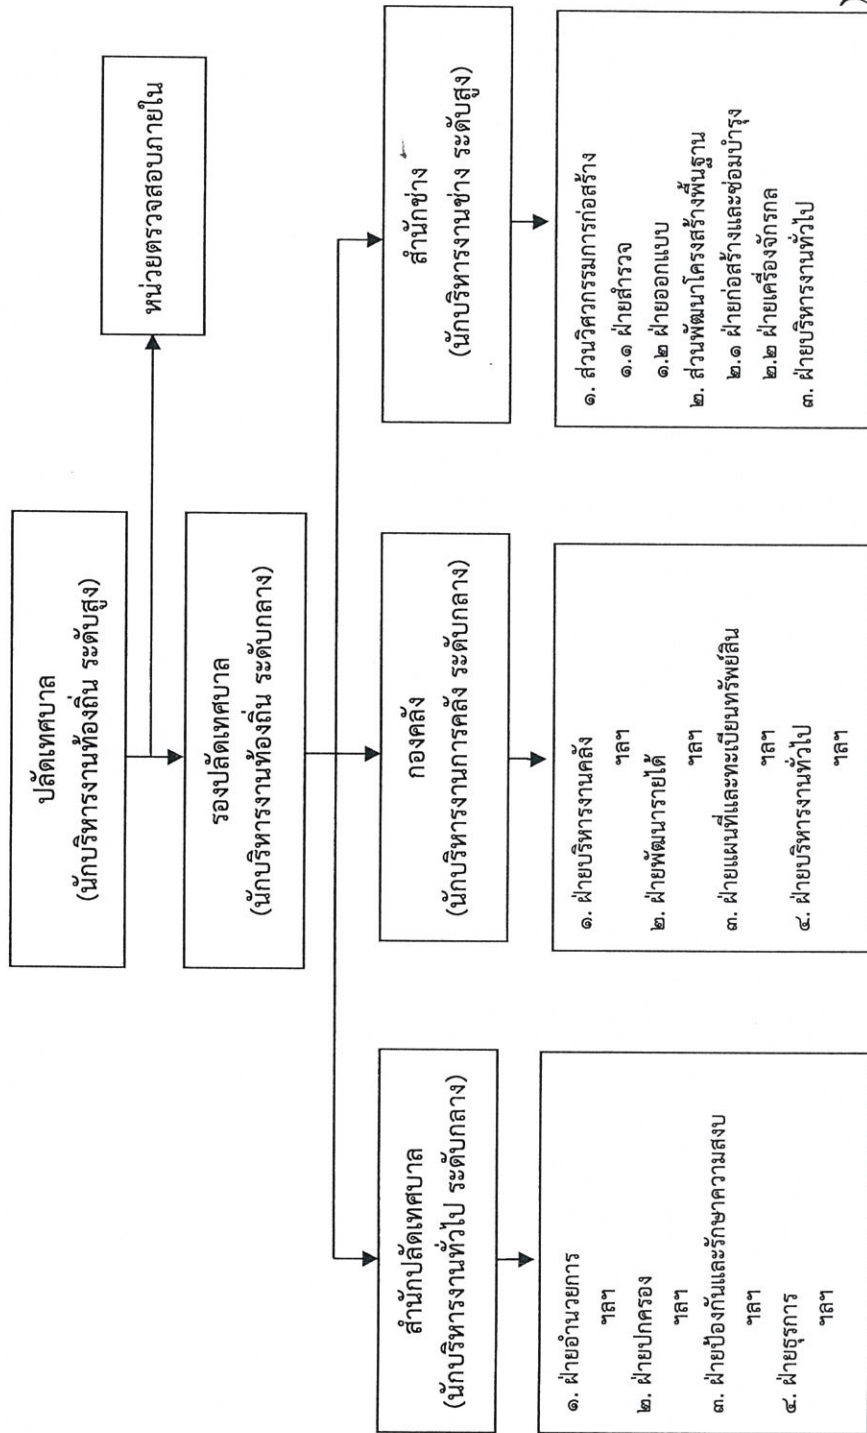 ปลัดเทศบาล
(นักบริหารงานท้องถิ่น ระดับสูง)
หน่วยตรวจสอบภายใน
รองปลัดเทศบาล
(นักบริหารงานท้องถิ่น ระดับกลาง)
สำนักปลัดเทศบาล
(นักบริหารงานทั่วไป ระดับกลาง)
๑. ฝ่ายอำนวยการ
ฯลฯ
๒. ฝ่ายปกครอง
ฯลฯ
๓. ฝ่ายป้องกันและรักษาความสงบ
ฯลฯ
๔. ฝ่ายธุรการ
ฯลฯ
กองคลัง
(นักบริหารงานการคลัง ระดับกลาง)
๑. ฝ่ายบริหารงานคลัง
ฯลฯ
๒. ฝ่ายพัฒนารายได้
ฯลฯ
๓. ฝ่ายแผนที่และทะเบียนทรัพย์สิน
ฯลฯ
๔. ฝ่ายบริหารงานทั่วไป
ฯลฯ
สำนักช่าง
(นักบริหารงานช่าง ระดับสูง)
๑. ส่วนวิศวกรรมการก่อสร้าง
๑.๑ ฝ่ายสำรวจ
๑.๒ ฝ่ายออกแบบ
๒. ส่วนพัฒนาโครงสร้างพื้นฐาน
๒.๑ ฝ่ายก่อสร้างและซ่อมบำรุง
๒.๒ ฝ่ายเครื่องจักรกล
๓. ฝ่ายบริหารงานทั่วไป